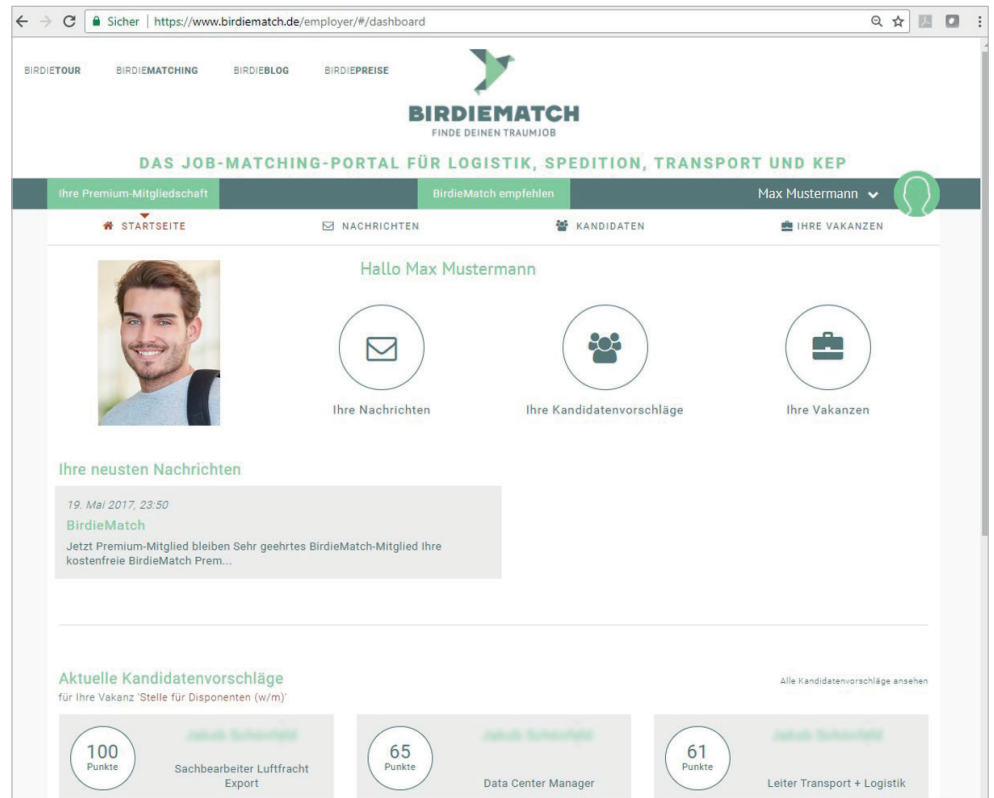 Sicher | https://www.birdiematch.de/employer/#/dashboard
BIRDIETOUR BIRDIEMATCHING BIRDIEBLOG BIRDIEPREISE
BIRDIEMATCH
FINDE DEINEN TRAUMJOB
DAS JOB-MATCHING-PORTAL FÜR LOGISTIK, SPEDITION, TRANSPORT UND KEP
Ihre Premium-Mitgliedschaft BirdieMatch empfehlen Max Mustermann
STARTSEITE NACHRICHTEN KANDIDATEN IHRE VAKANZEN
Hallo Max Mustermann
Ihre Nachrichten Ihre Kandidatenvorschläge Ihre Vakanzen
Ihre neusten Nachrichten
19. Mai 2017, 23:50
BirdieMatch
Jetzt Premium-Mitglied bleiben Sehr geehrtes BirdieMatch-Mitglied Ihre
kostenfreie BirdieMatch Prem...
Aktuelle Kandidatenvorschläge
Alle Kandidatenvorschläge ansehen
für Ihre Vakanz 'Stelle für Disponenten (w/m)'
100
Punkte
Sachbearbeiter Luftfracht
Export
65
Punkte
Data Center Manager
61
Punkte
Leiter Transport + Logistik